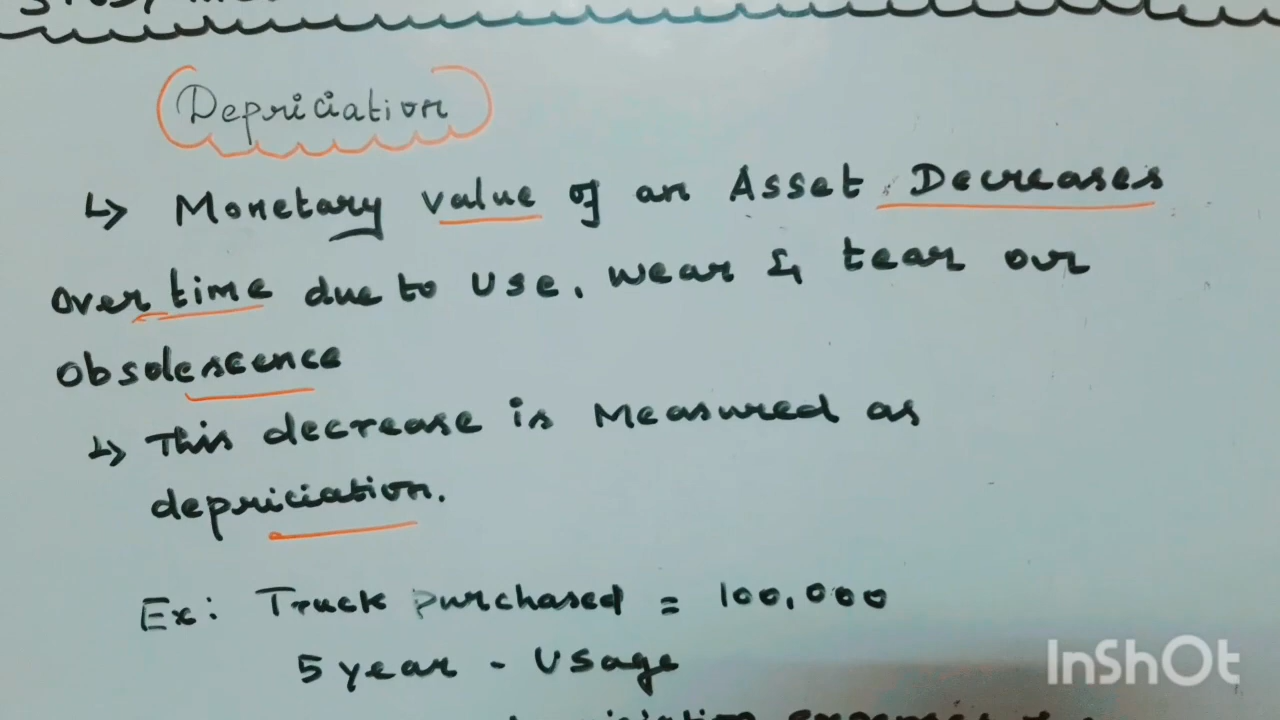 Depriciation
↳ Monetary value of an Asset Decreases
over time due to use, wear & tear or
obsolescence
↳ This decrease is Measured as
depriciation.
Ex: Truck purchased = 100,000
5 year - Usage
InShOt